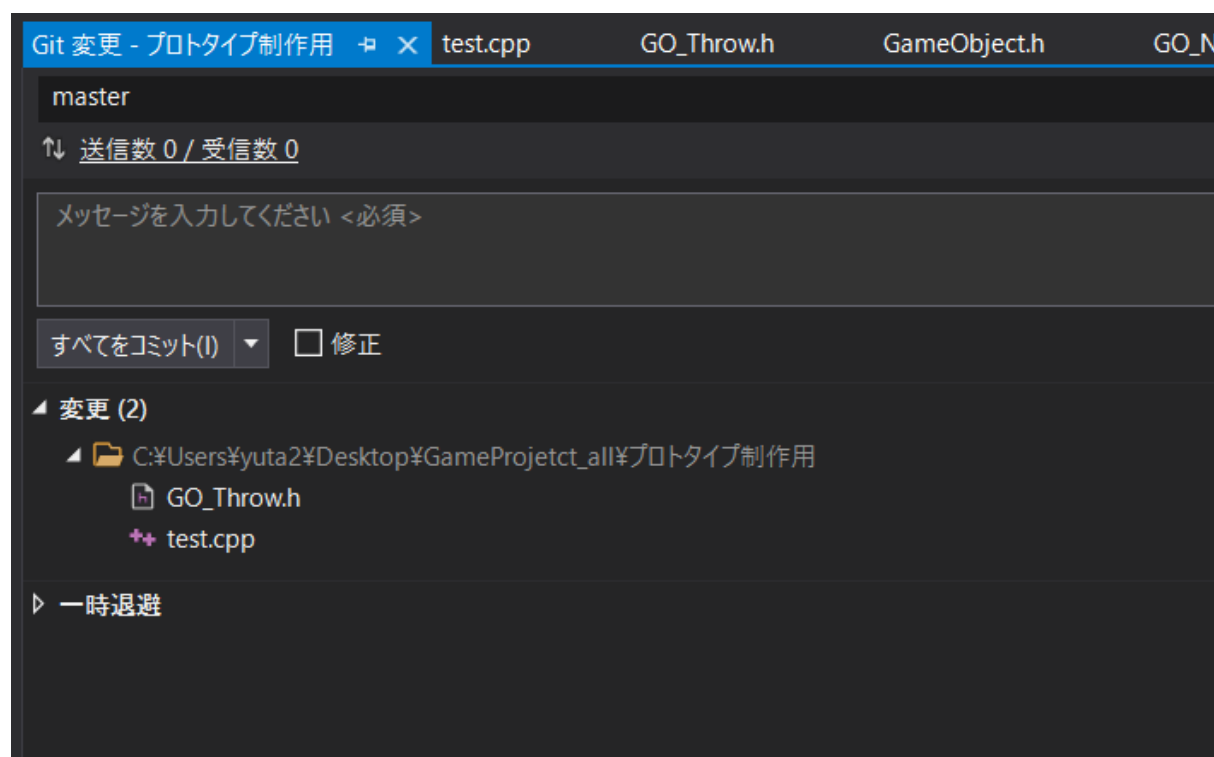 Git 変更 - プロトタイプ制作用 test.cpp GO_Throw.h GameObject.h GO_N
master
送信数 0 / 受信数 0
メッセージを入力してください <必須>
すべてをコミット(I) 修正
変更 (2)
C:¥Users¥yuta2¥Desktop¥GameProjetct_all¥プロトタイプ制作用
GO_Throw.h
test.cpp
一時退避